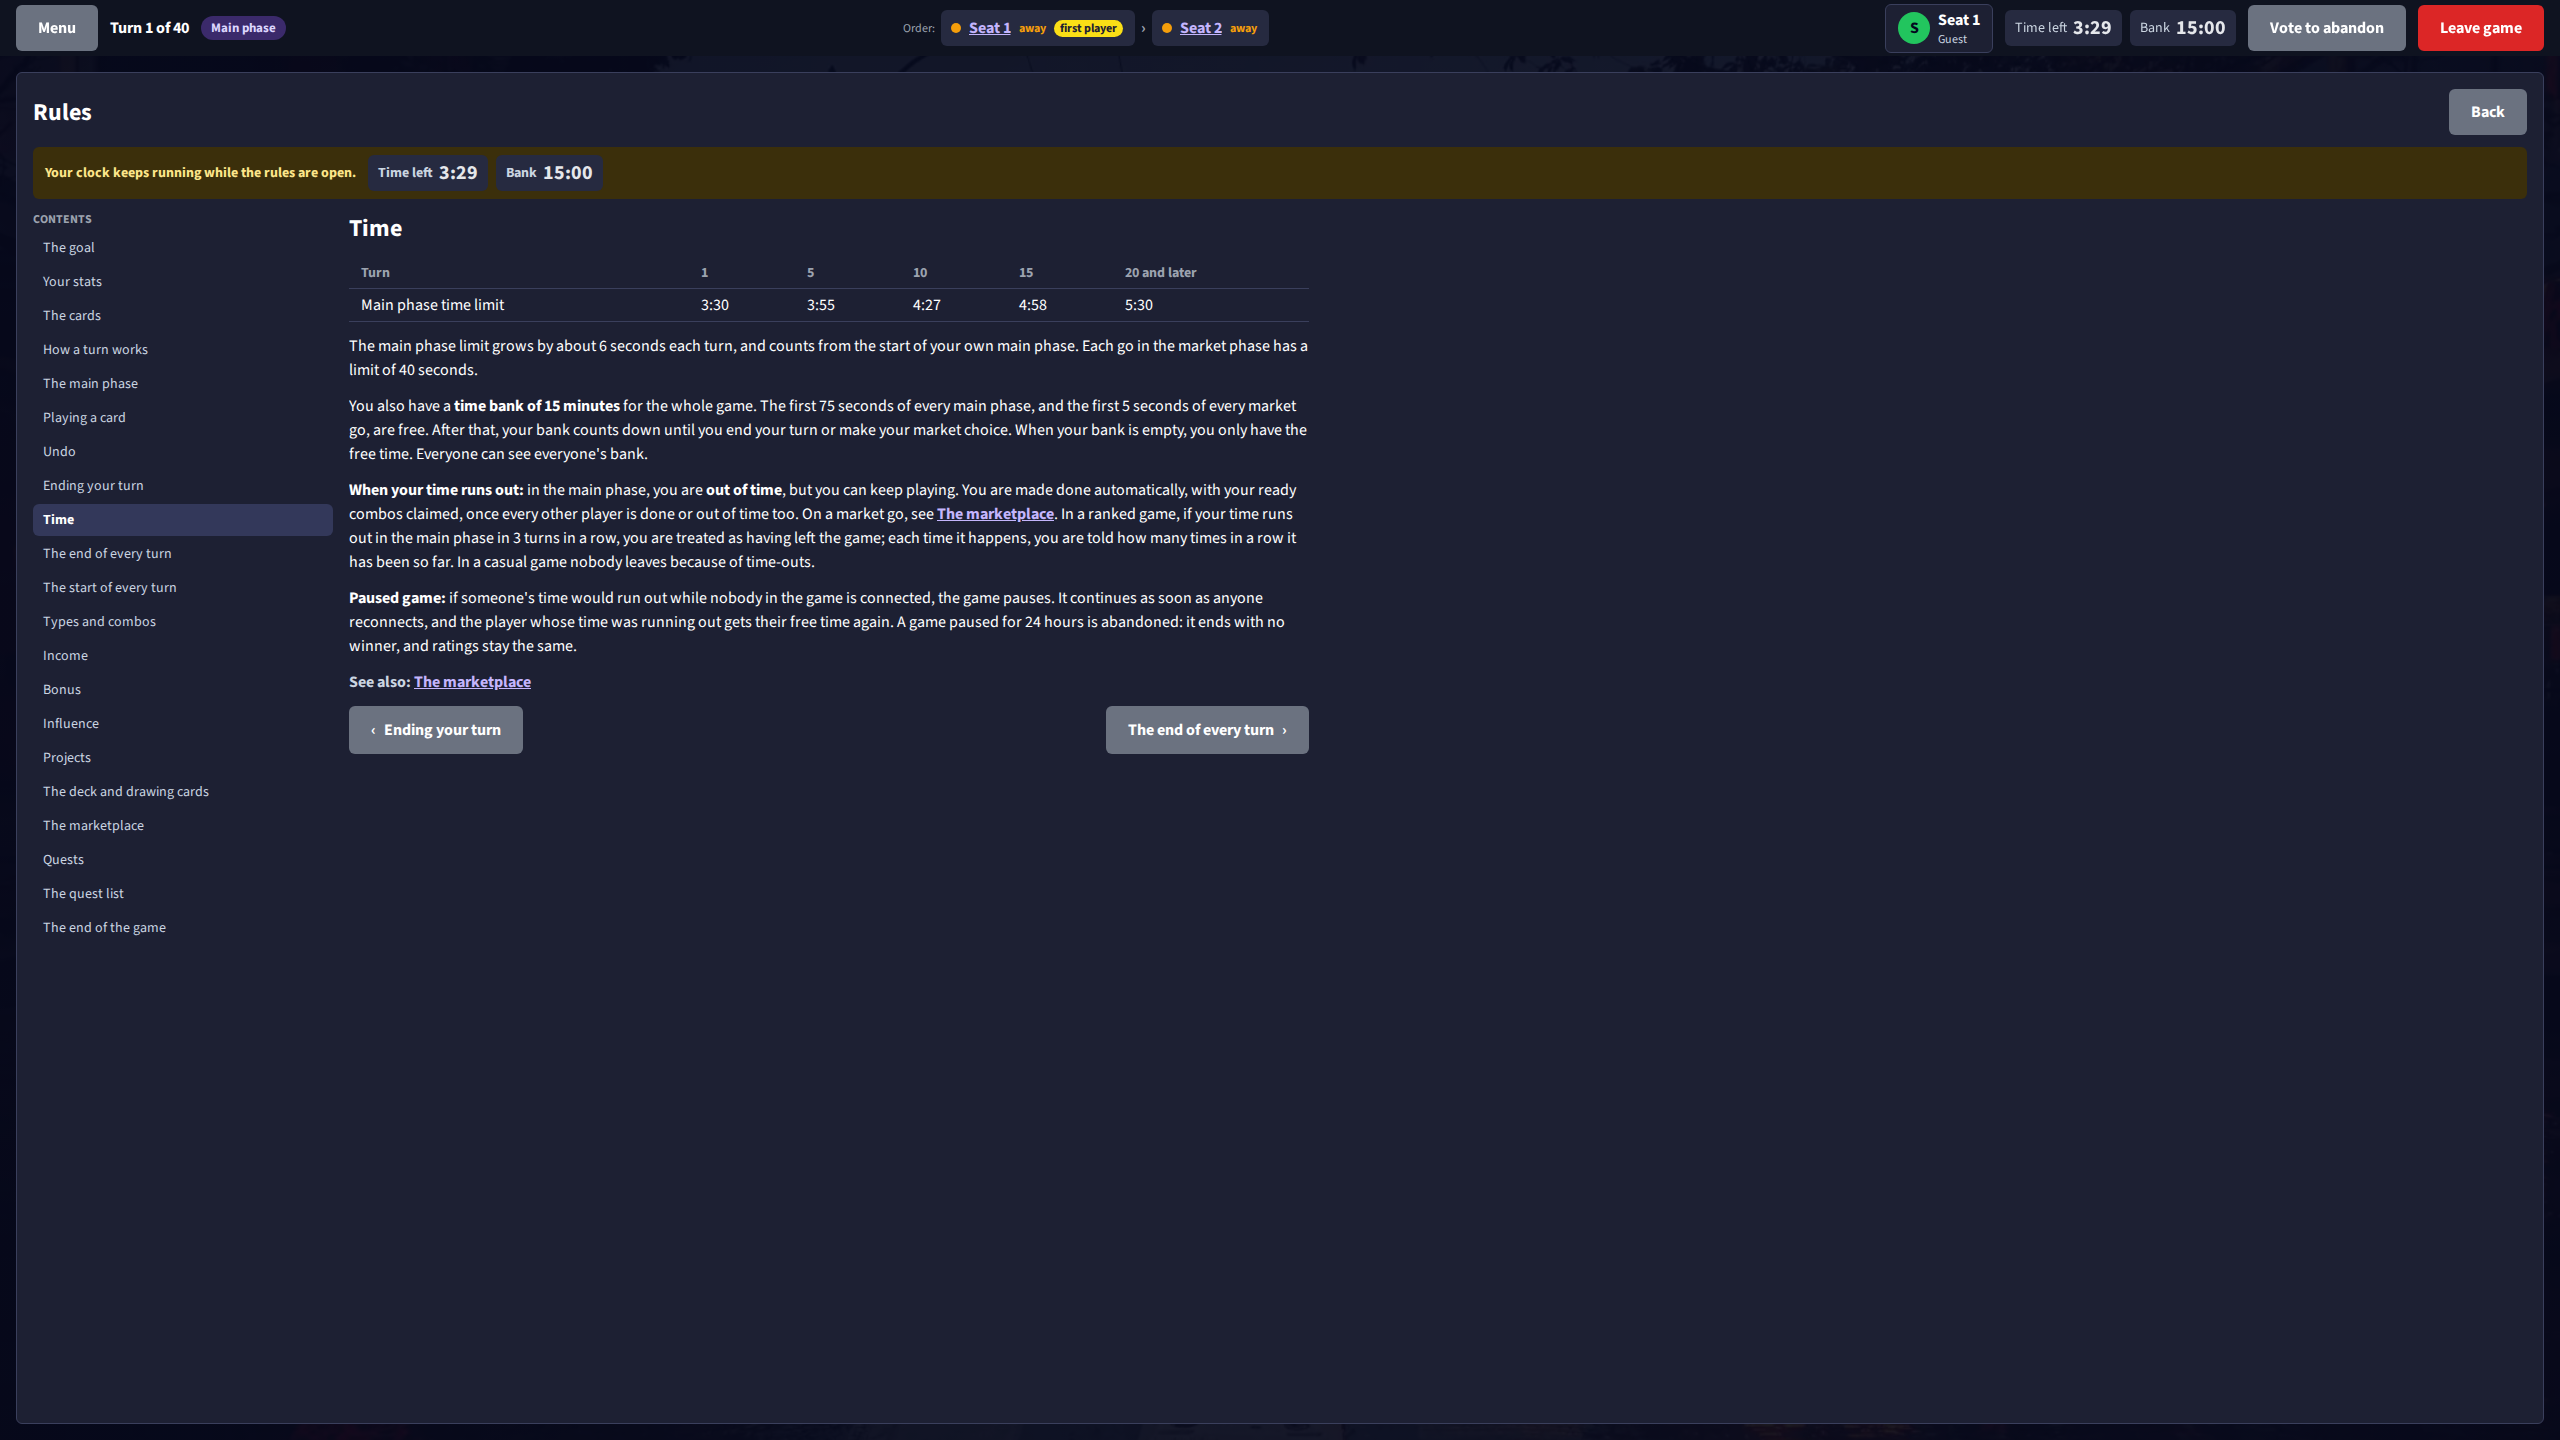 Menu
Turn 1 of 40
Main phase
Order:
Seat 1 away first player
›
Seat 2 away
S
Seat 1
Guest
Time left 3:29
Bank 15:00
Vote to abandon
Leave game
Rules
Back
Your clock keeps running while the rules are open.
Time left 3:29
Bank 15:00
CONTENTS
The goal
Your stats
The cards
How a turn works
The main phase
Playing a card
Undo
Ending your turn
Time
The end of every turn
The start of every turn
Types and combos
Income
Bonus
Influence
Projects
The deck and drawing cards
The marketplace
Quests
The quest list
The end of the game
Time
Turn 1 5 10 15 20 and later
Main phase time limit 3:30 3:55 4:27 4:58 5:30
The main phase limit grows by about 6 seconds each turn, and counts from the start of your own main phase. Each go in the market phase has a
limit of 40 seconds.
You also have a time bank of 15 minutes for the whole game. The first 75 seconds of every main phase, and the first 5 seconds of every market
go, are free. After that, your bank counts down until you end your turn or make your market choice. When your bank is empty, you only have the
free time. Everyone can see everyone's bank.
When your time runs out: in the main phase, you are out of time, but you can keep playing. You are made done automatically, with your ready
combos claimed, once every other player is done or out of time too. On a market go, see The marketplace. In a ranked game, if your time runs
out in the main phase in 3 turns in a row, you are treated as having left the game; each time it happens, you are told how many times in a row it
has been so far. In a casual game nobody leaves because of time-outs.
Paused game: if someone's time would run out while nobody in the game is connected, the game pauses. It continues as soon as anyone
reconnects, and the player whose time was running out gets their free time again. A game paused for 24 hours is abandoned: it ends with no
winner, and ratings stay the same.
See also: The marketplace
‹ Ending your turn
The end of every turn ›